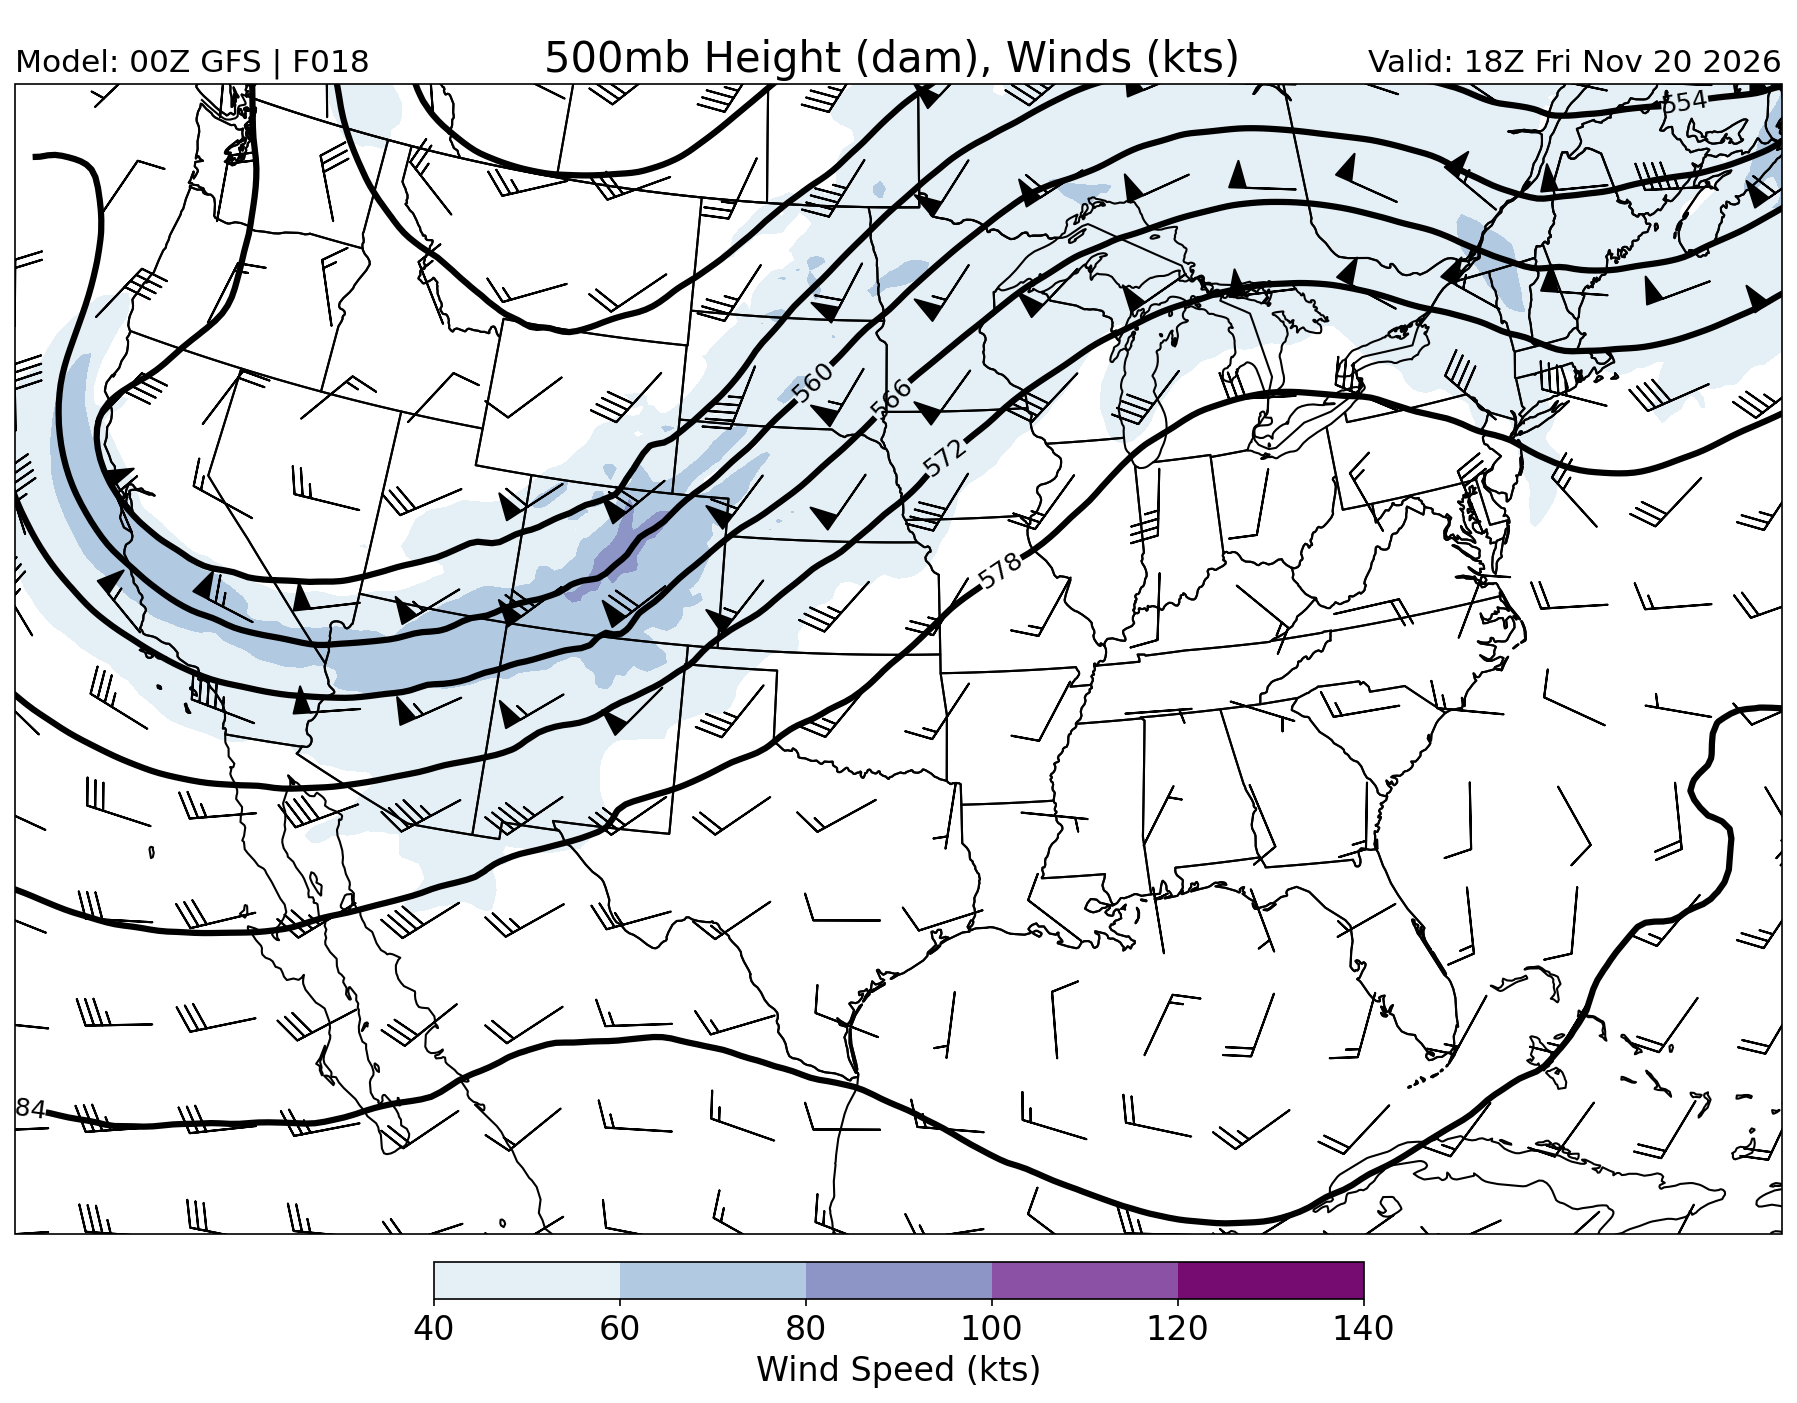 Model: 00Z GFS | F018
500mb Height (dam), Winds (kts)
Valid: 18Z Fri Nov 20 2026
554
560
566
572
578
84
40 60 80 100 120 140
Wind Speed (kts)